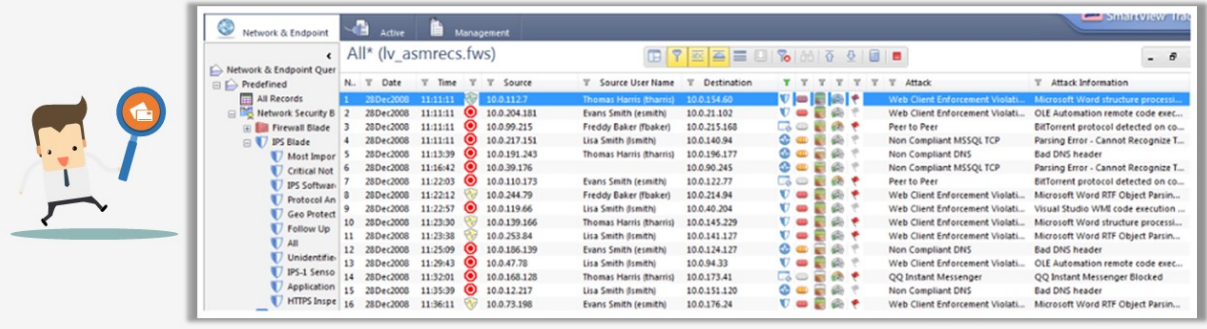 SmartView Tra
Network & Endpoint Active Management
All* (lv_asmrecs.fws)
Network & Endpoint Quer
Predefined
All Records
Network Security B
Firewall Blade
IPS Blade
Most Impor
Critical Not
IPS Softwar
Protocol An
Geo Protect
Follow Up
All
Unidentifie
IPS-1 Senso
Application
HTTPS Inspe
N.. Date Time Source Source User Name Destination Attack Attack Information
1 28Dec2008 11:11:11 10.0.112.7 Thomas Harris (tharris) 10.0.154.60 Web Client Enforcement Violati... Microsoft Word structure processi...
2 28Dec2008 11:11:11 10.0.204.181 Evans Smith (esmith) 10.0.21.102 Web Client Enforcement Violati... OLE Automation remote code exec...
3 28Dec2008 11:11:11 10.0.99.215 Freddy Baker (fbaker) 10.0.215.168 Peer to Peer BitTorrent protocol detected on co...
4 28Dec2008 11:11:11 10.0.217.151 Lisa Smith (lsmith) 10.0.140.94 Non Compliant MSSQL TCP Parsing Error - Cannot Recognize T...
5 28Dec2008 11:13:39 10.0.191.243 Thomas Harris (tharris) 10.0.196.177 Non Compliant DNS Bad DNS header
6 28Dec2008 11:16:42 10.0.39.176 10.0.90.245 Non Compliant MSSQL TCP Parsing Error - Cannot Recognize T...
7 28Dec2008 11:22:03 10.0.110.173 Evans Smith (esmith) 10.0.122.77 Peer to Peer BitTorrent protocol detected on co...
8 28Dec2008 11:22:12 10.0.244.79 Freddy Baker (fbaker) 10.0.214.94 Web Client Enforcement Violati... Microsoft Word RTF Object Parsin...
9 28Dec2008 11:22:57 10.0.119.66 Lisa Smith (lsmith) 10.0.40.204 Web Client Enforcement Violati... Visual Studio WMI code execution ...
10 28Dec2008 11:23:30 10.0.139.166 Thomas Harris (tharris) 10.0.145.229 Web Client Enforcement Violati... Microsoft Word structure processi...
11 28Dec2008 11:23:38 10.0.253.84 Lisa Smith (lsmith) 10.0.141.127 Web Client Enforcement Violati... Microsoft Word RTF Object Parsin...
12 28Dec2008 11:25:09 10.0.186.139 Evans Smith (esmith) 10.0.124.127 Non Compliant DNS Bad DNS header
13 28Dec2008 11:29:43 10.0.47.78 Lisa Smith (lsmith) 10.0.94.33 Web Client Enforcement Violati... OLE Automation remote code exec...
14 28Dec2008 11:32:01 10.0.168.128 Thomas Harris (tharris) 10.0.173.41 QQ Instant Messenger QQ Instant Messenger Blocked
15 28Dec2008 11:35:39 10.0.12.217 Lisa Smith (lsmith) 10.0.151.120 Non Compliant DNS Bad DNS header
16 28Dec2008 11:36:11 10.0.73.198 Evans Smith (esmith) 10.0.176.24 Web Client Enforcement Violati... Microsoft Word RTF Object Parsin...